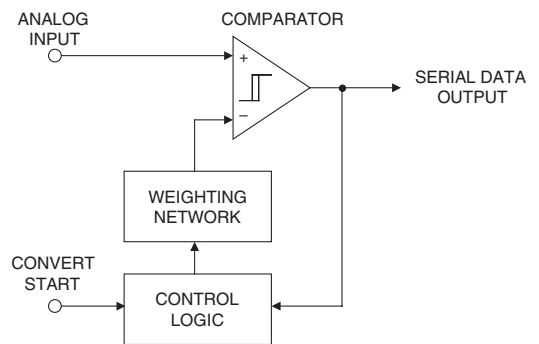 ANALOG
INPUT
COMPARATOR
+
−
SERIAL DATA
OUTPUT
WEIGHTING
NETWORK
CONVERT
START
CONTROL
LOGIC